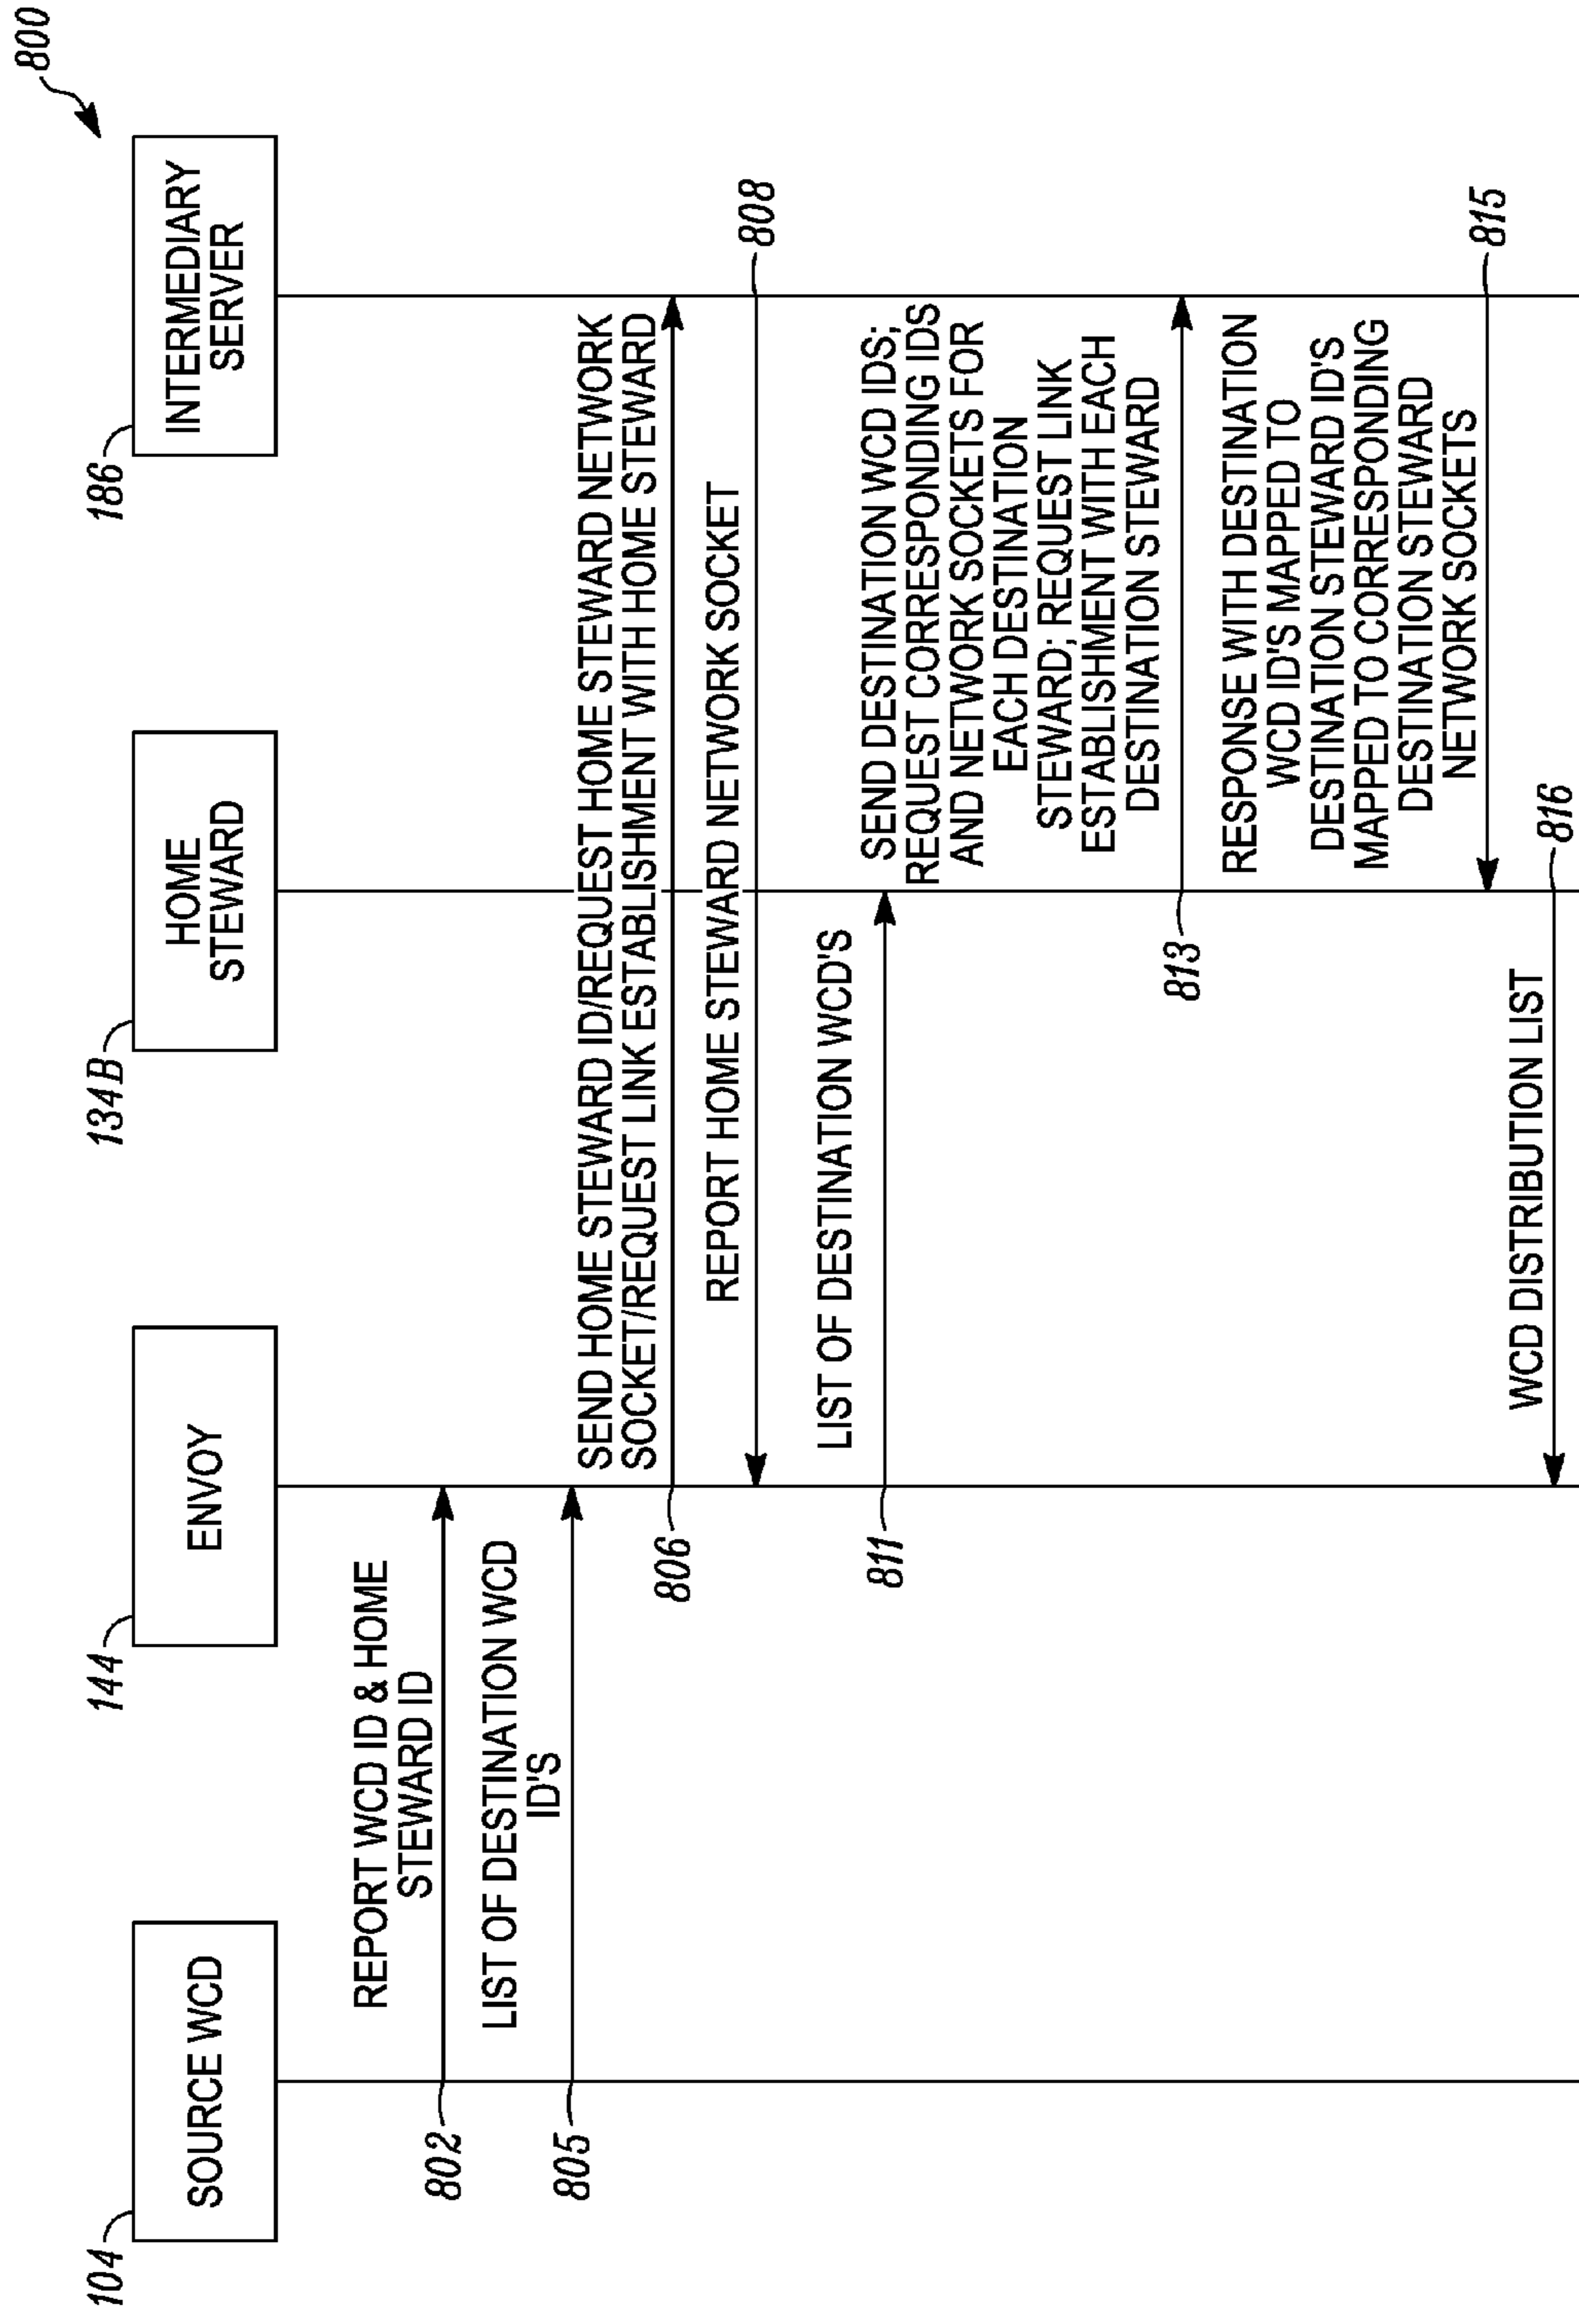 800
104
SOURCE WCD
144
ENVOY
134B
HOME
STEWARD
186
INTERMEDIARY
SERVER
REPORT WCD ID & HOME
STEWARD ID
802
LIST OF DESTINATION WCD
ID'S
805
SEND HOME STEWARD ID/REQUEST HOME STEWARD NETWORK
SOCKET/REQUEST LINK ESTABLISHMENT WITH HOME STEWARD
806
REPORT HOME STEWARD NETWORK SOCKET
808
LIST OF DESTINATION WCD'S
811
SEND DESTINATION WCD IDS;
REQUEST CORRESPONDING IDS
AND NETWORK SOCKETS FOR
EACH DESTINATION
STEWARD; REQUEST LINK
ESTABLISHMENT WITH EACH
DESTINATION STEWARD
813
RESPONSE WITH DESTINATION
WCD ID'S MAPPED TO
DESTINATION STEWARD ID'S
MAPPED TO CORRESPONDING
DESTINATION STEWARD
NETWORK SOCKETS
815
WCD DISTRIBUTION LIST
816